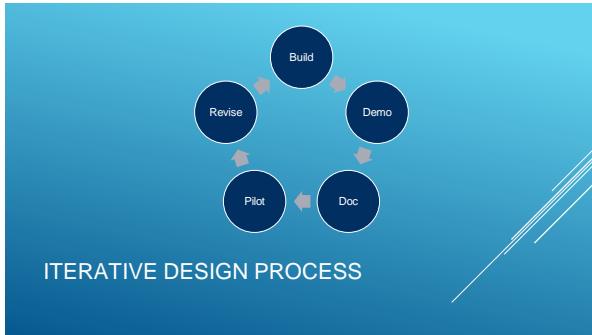 Build
Demo
Doc
Pilot
Revise
ITERATIVE DESIGN PROCESS